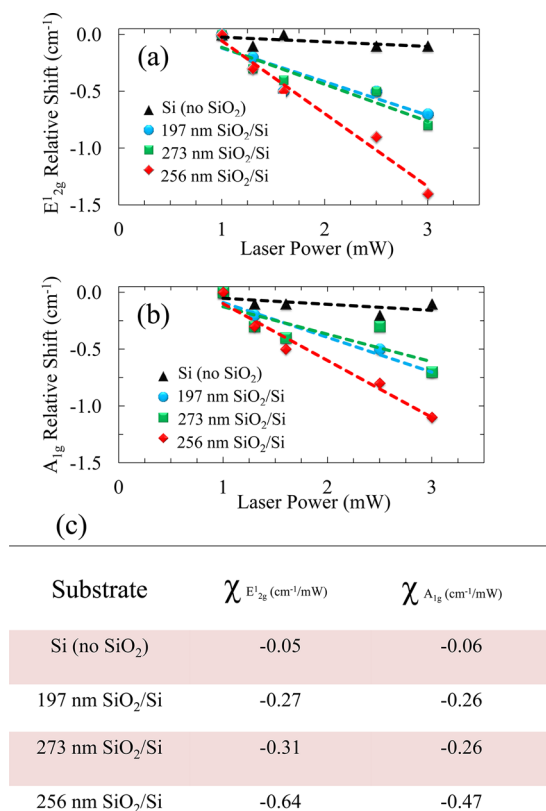 (a)
E¹₂g Relative Shift (cm⁻¹)
0.0
-0.5
-1.0
-1.5
Si (no SiO₂)
197 nm SiO₂/Si
273 nm SiO₂/Si
256 nm SiO₂/Si
0 1 2 3
Laser Power (mW)
(b)
A₁g Relative Shift (cm⁻¹)
0.0
-0.5
-1.0
-1.5
Si (no SiO₂)
197 nm SiO₂/Si
273 nm SiO₂/Si
256 nm SiO₂/Si
0 1 2 3
Laser Power (mW)
(c)
Substrate χ E¹₂g (cm⁻¹/mW) χ A₁g (cm⁻¹/mW)
Si (no SiO₂) -0.05 -0.06
197 nm SiO₂/Si -0.27 -0.26
273 nm SiO₂/Si -0.31 -0.26
256 nm SiO₂/Si -0.64 -0.47